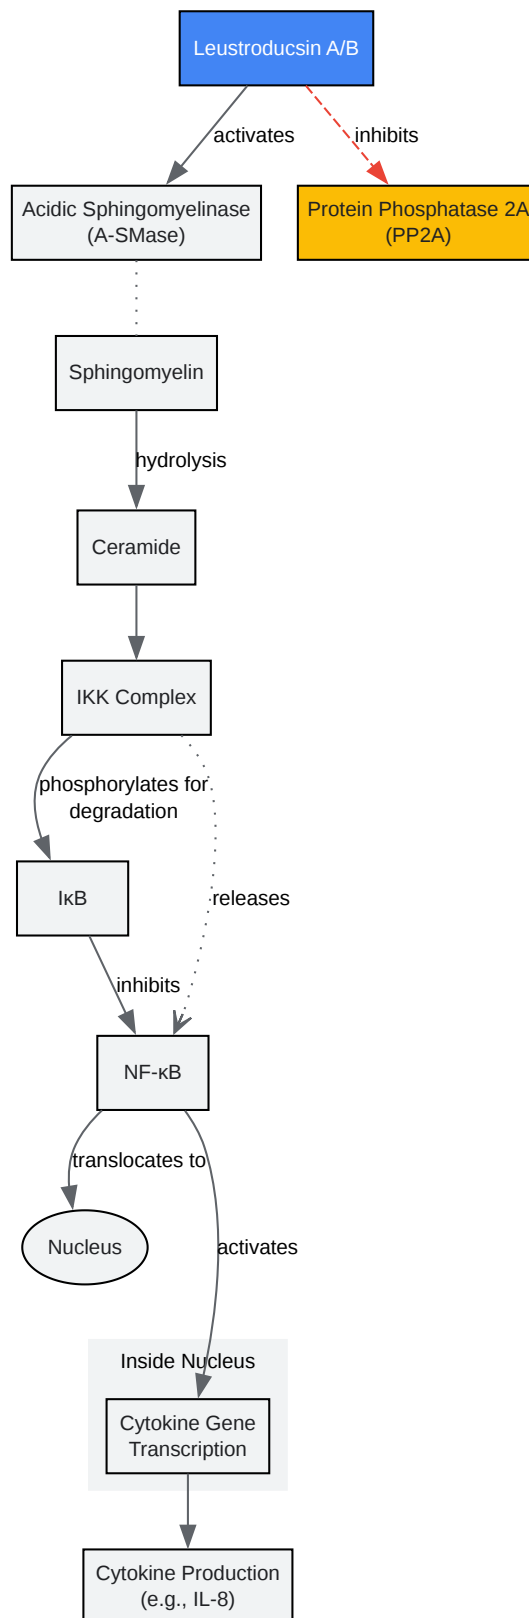 Leustroducsin A/B
activates
inhibits
Acidic Sphingomyelinase
(A-SMase)
Protein Phosphatase 2A
(PP2A)
Sphingomyelin
hydrolysis
Ceramide
IKK Complex
phosphorylates for
degradation
IκB
releases
inhibits
NF-κB
translocates to
Nucleus
activates
Inside Nucleus
Cytokine Gene
Transcription
Cytokine Production
(e.g., IL-8)